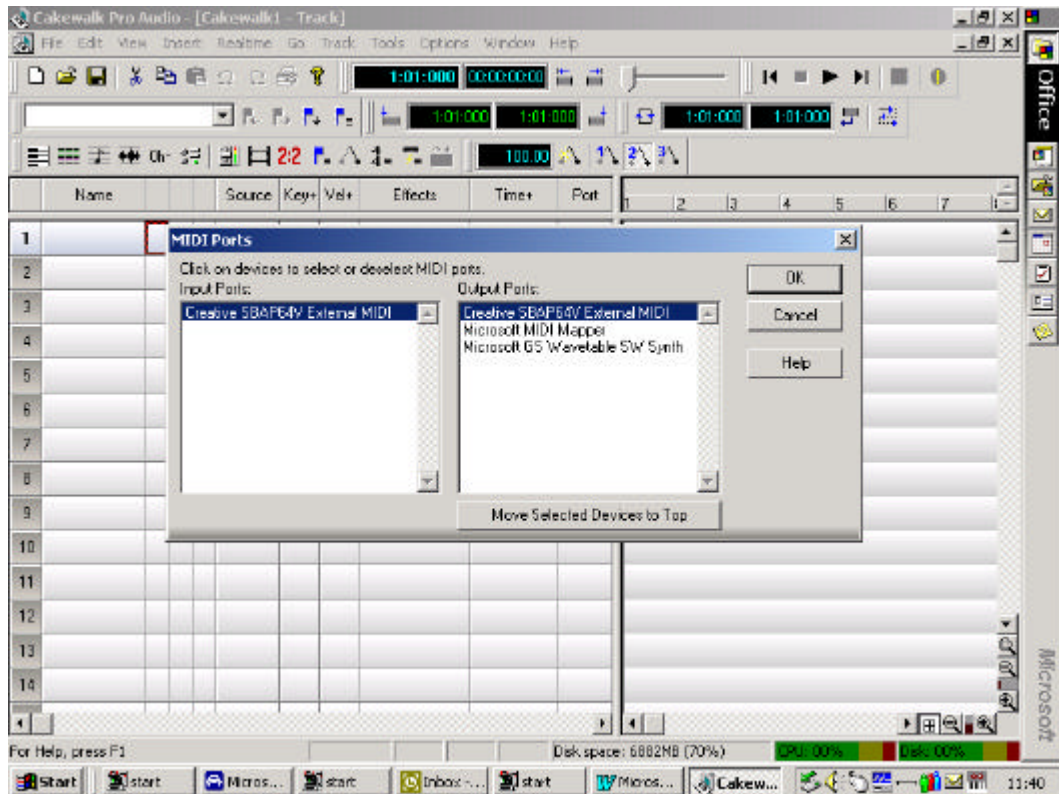 Cakewalk Pro Audio - [Cakewalk1 - Track]
File Edit View Insert Realtime Go Track Tools Options Window Help
1:01:000 00:00:00:00
1:01:000 1:01:000 1:01:000 1:01:000
2:2 100.00 1 2 3
Name Source Key+ Vel+ Effects Time+ Port 1 2 3 4 5 6 7
1
2
3
4
5
6
7
8
9
10
11
12
13
14
MIDI Ports
Click on devices to select or deselect MIDI ports.
Input Ports: Output Ports:
Creative SBAP64V External MIDI
Creative SBAP64V External MIDI
Microsoft MIDI Mapper
Microsoft GS Wavetable SW Synth
OK
Cancel
Help
Move Selected Devices to Top
Office
Microsoft
For Help, press F1 Disk space: 6882MB (70%) CPU: 00% Disk: 00%
Start start Micros... start Inbox -... start Micros... Cakew... 11:40